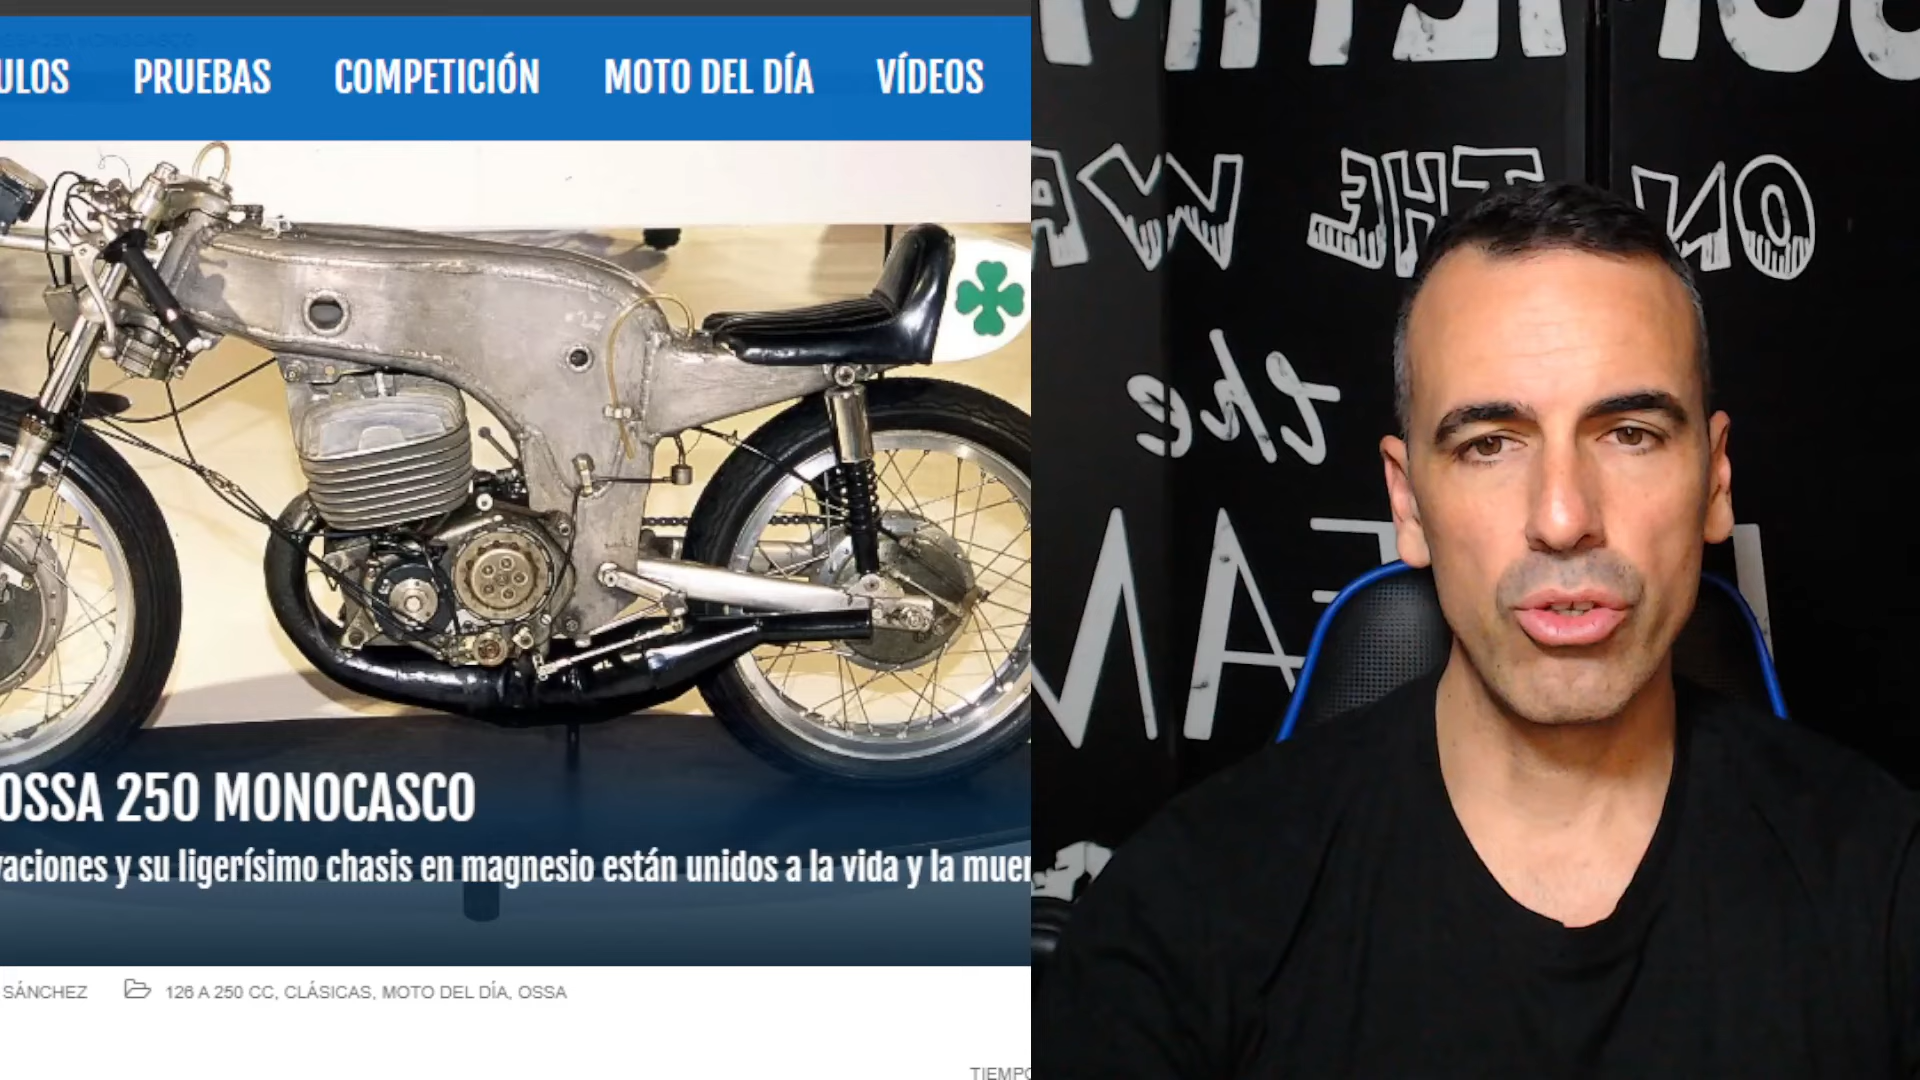 ULOS PRUEBAS COMPETICIÓN MOTO DEL DÍA VÍDEOS
OSSA 250 MONOCASCO
vaciones y su ligerísimo chasis en magnesio están unidos a la vida y la muer
SÁNCHEZ 126 A 250 CC, CLÁSICAS, MOTO DEL DÍA, OSSA
TIEMPO
ON THE WA
the